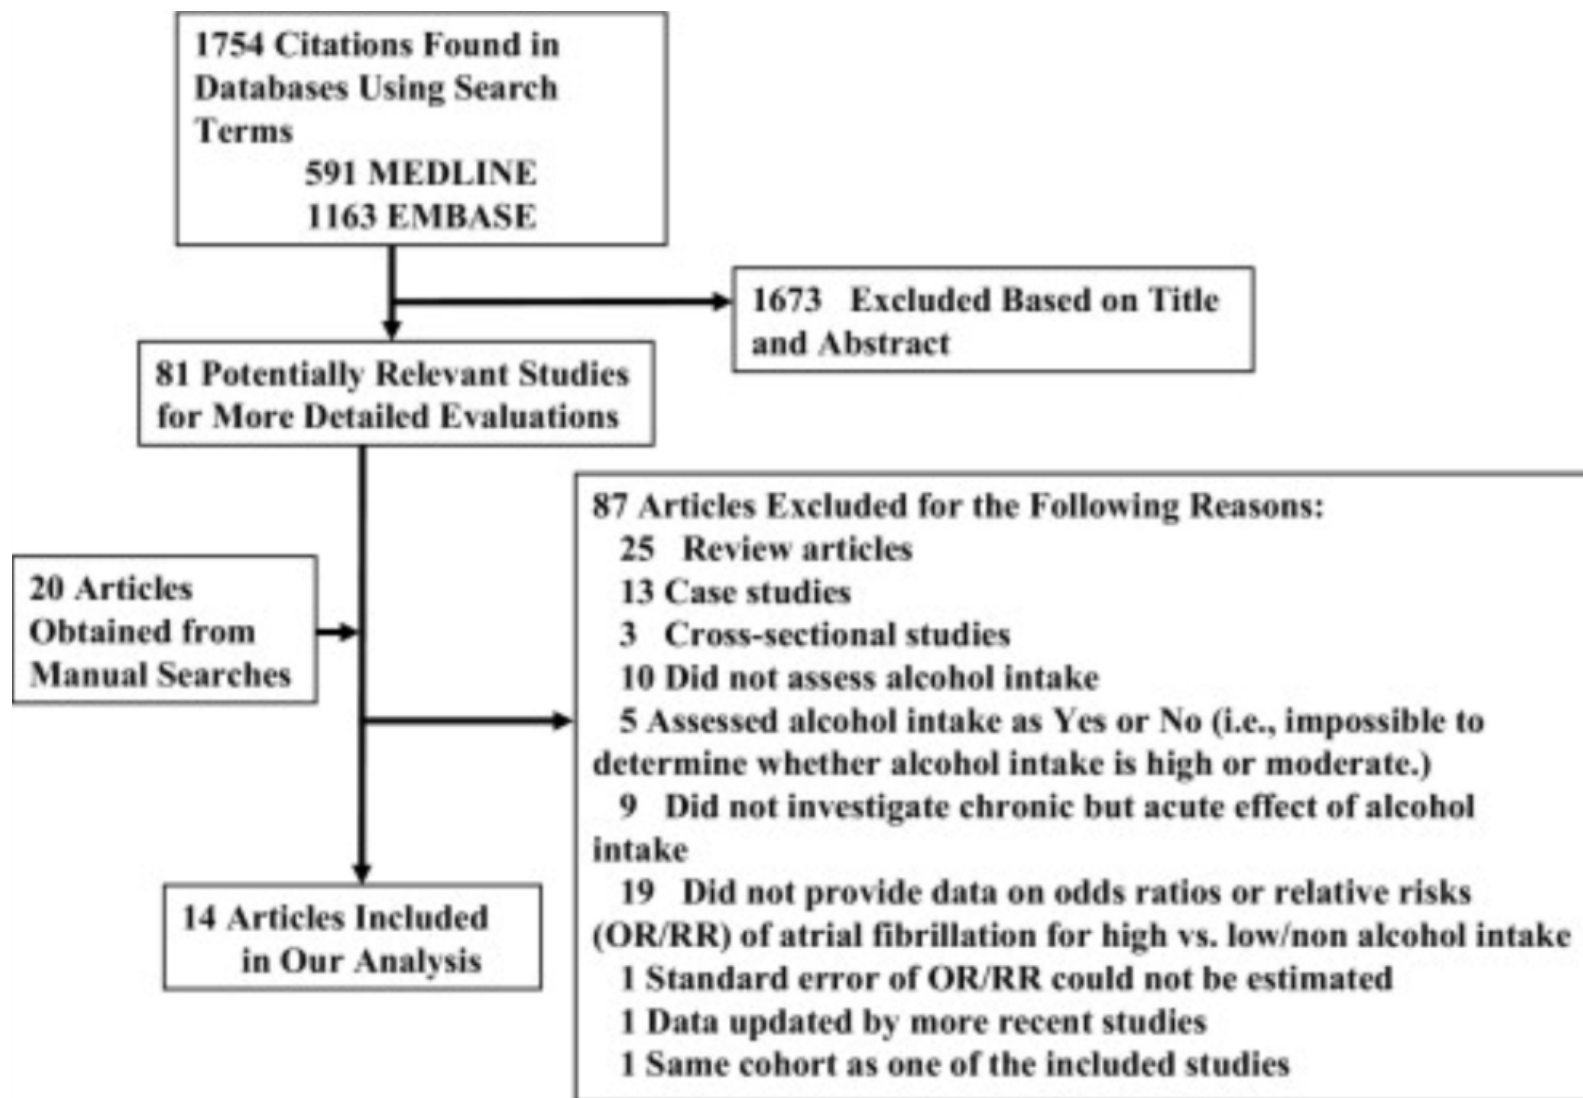 1754 Citations Found in
Databases Using Search
Terms
591 MEDLINE
1163 EMBASE
1673 Excluded Based on Title
and Abstract
81 Potentially Relevant Studies
for More Detailed Evaluations
20 Articles
Obtained from
Manual Searches
87 Articles Excluded for the Following Reasons:
25 Review articles
13 Case studies
3 Cross-sectional studies
10 Did not assess alcohol intake
5 Assessed alcohol intake as Yes or No (i.e., impossible to
determine whether alcohol intake is high or moderate.)
9 Did not investigate chronic but acute effect of alcohol
intake
19 Did not provide data on odds ratios or relative risks
(OR/RR) of atrial fibrillation for high vs. low/non alcohol intake
1 Standard error of OR/RR could not be estimated
1 Data updated by more recent studies
1 Same cohort as one of the included studies
14 Articles Included
in Our Analysis